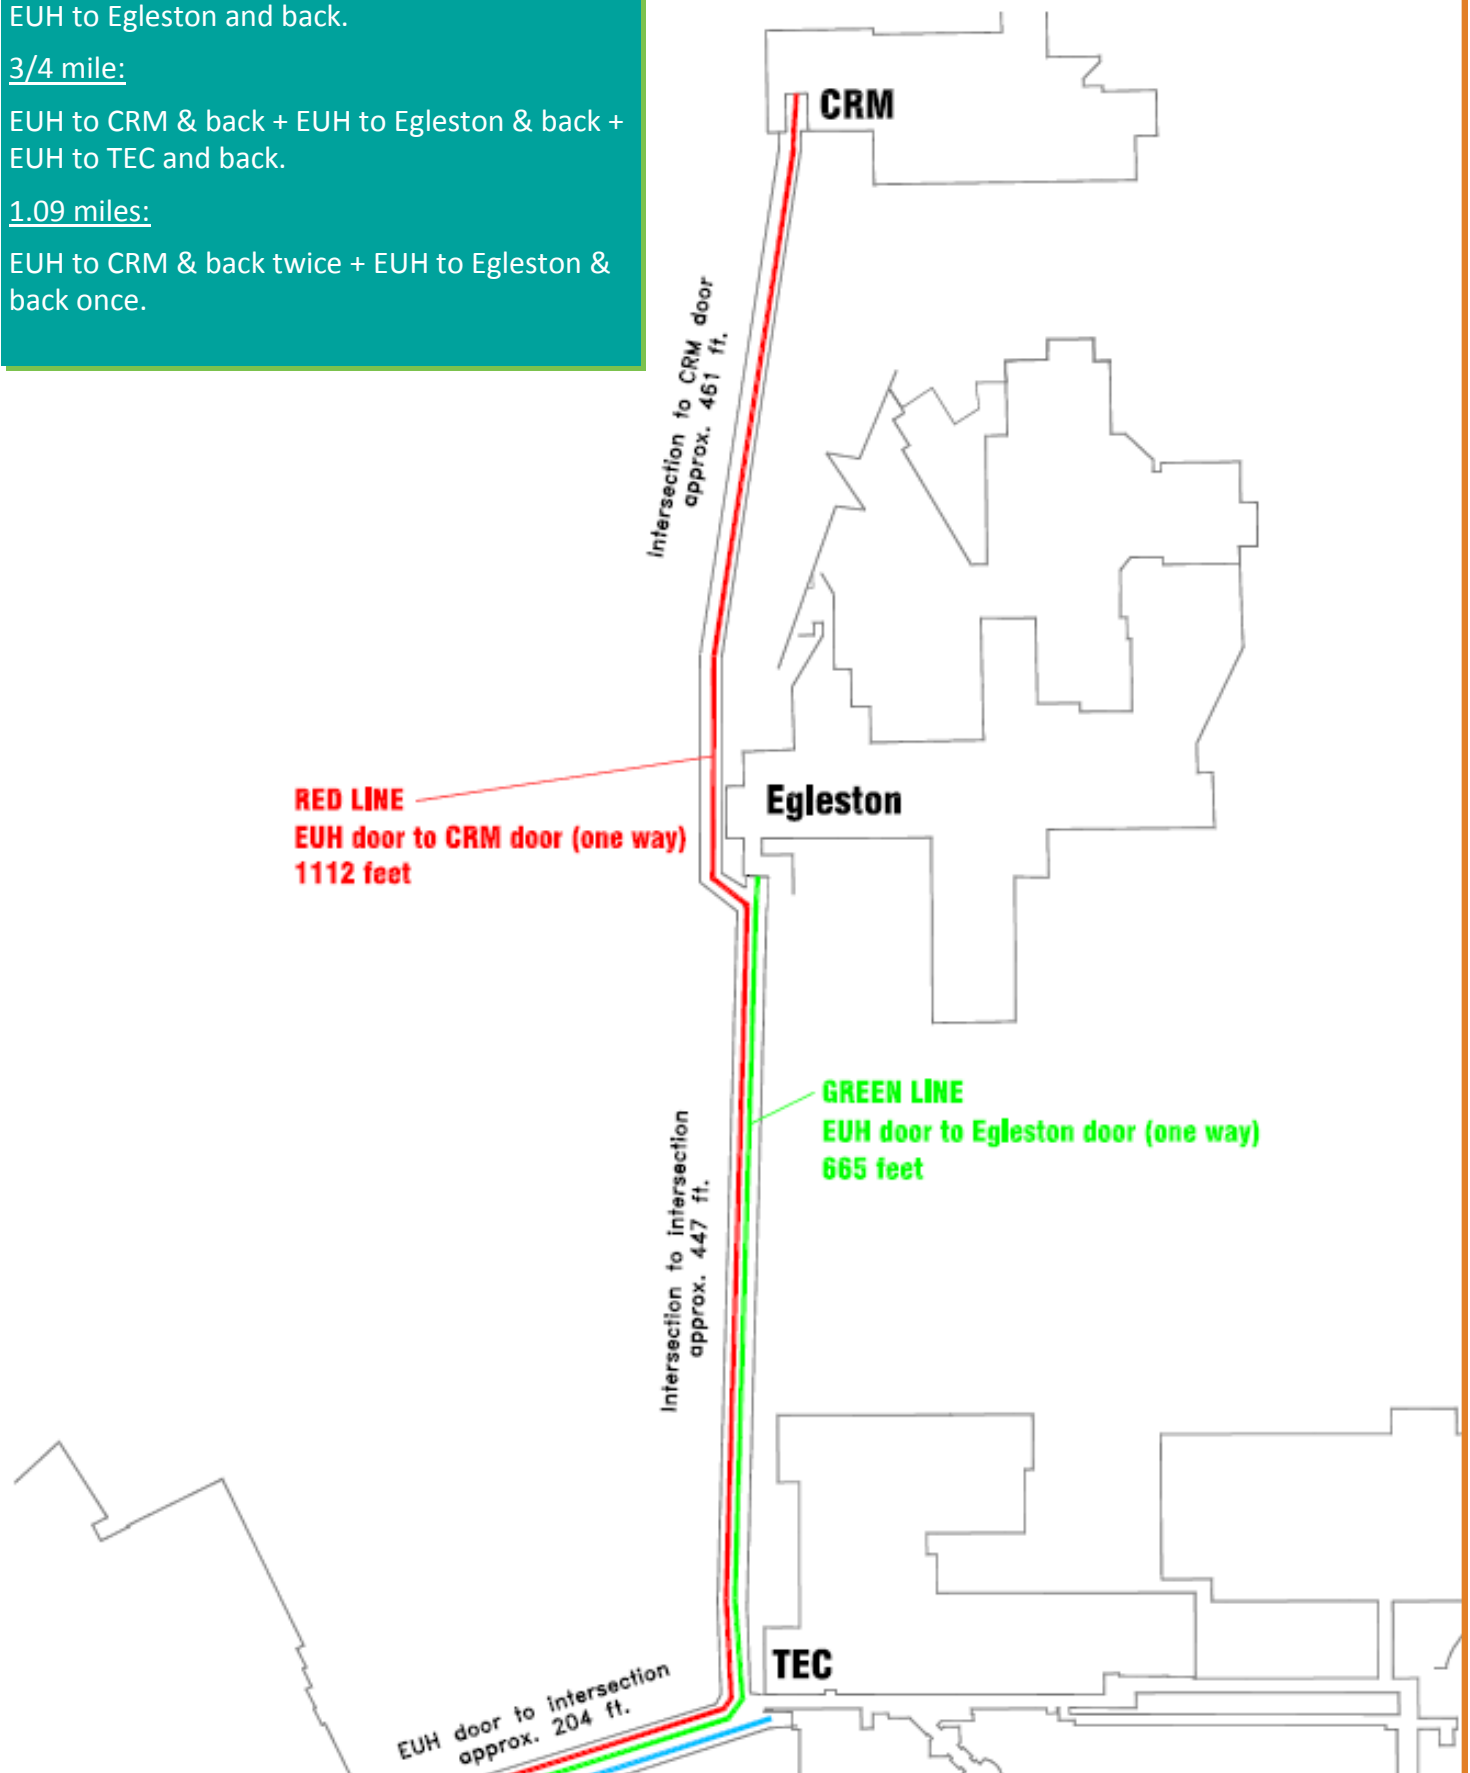 EUH to Egleston and back.
3/4 mile:
EUH to CRM & back + EUH to Egleston & back +
EUH to TEC and back.
1.09 miles:
EUH to CRM & back twice + EUH to Egleston &
back once.
CRM
Intersection to CRM door
approx. 461 ft.
RED LINE
EUH door to CRM door (one way)
1112 feet
Egleston
GREEN LINE
EUH door to Egleston door (one way)
665 feet
Intersection to intersection
approx. 447 ft.
TEC
EUH door to intersection
approx. 204 ft.